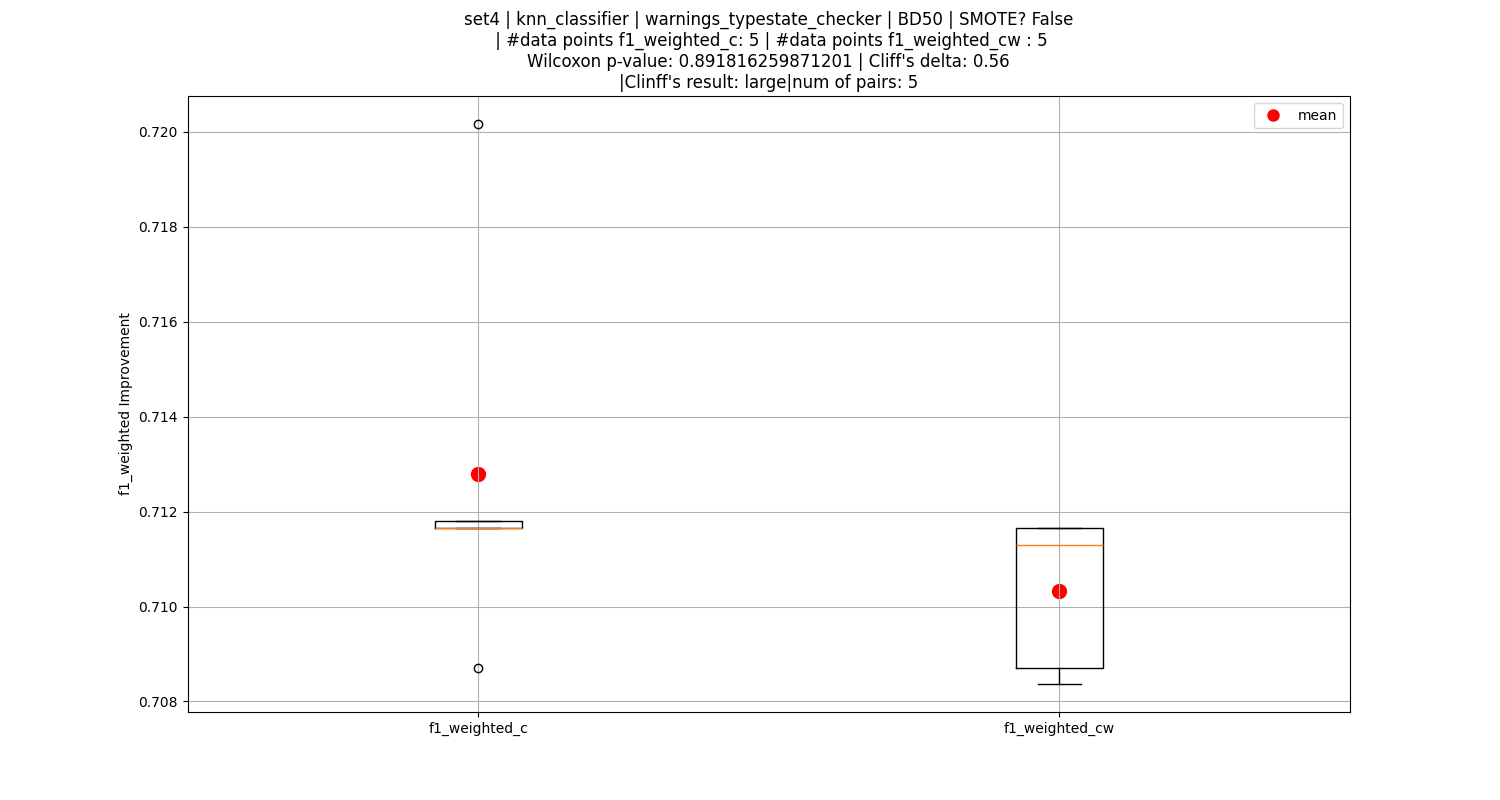 set4 | knn_classifier | warnings_typestate_checker | BD50 | SMOTE? False
| #data points f1_weighted_c: 5 | #data points f1_weighted_cw : 5
Wilcoxon p-value: 0.891816259871201 | Cliff's delta: 0.56
|Clinff's result: large|num of pairs: 5
mean
0.720
0.718
0.716
0.714
0.712
0.710
0.708
f1_weighted Improvement
f1_weighted_c
f1_weighted_cw